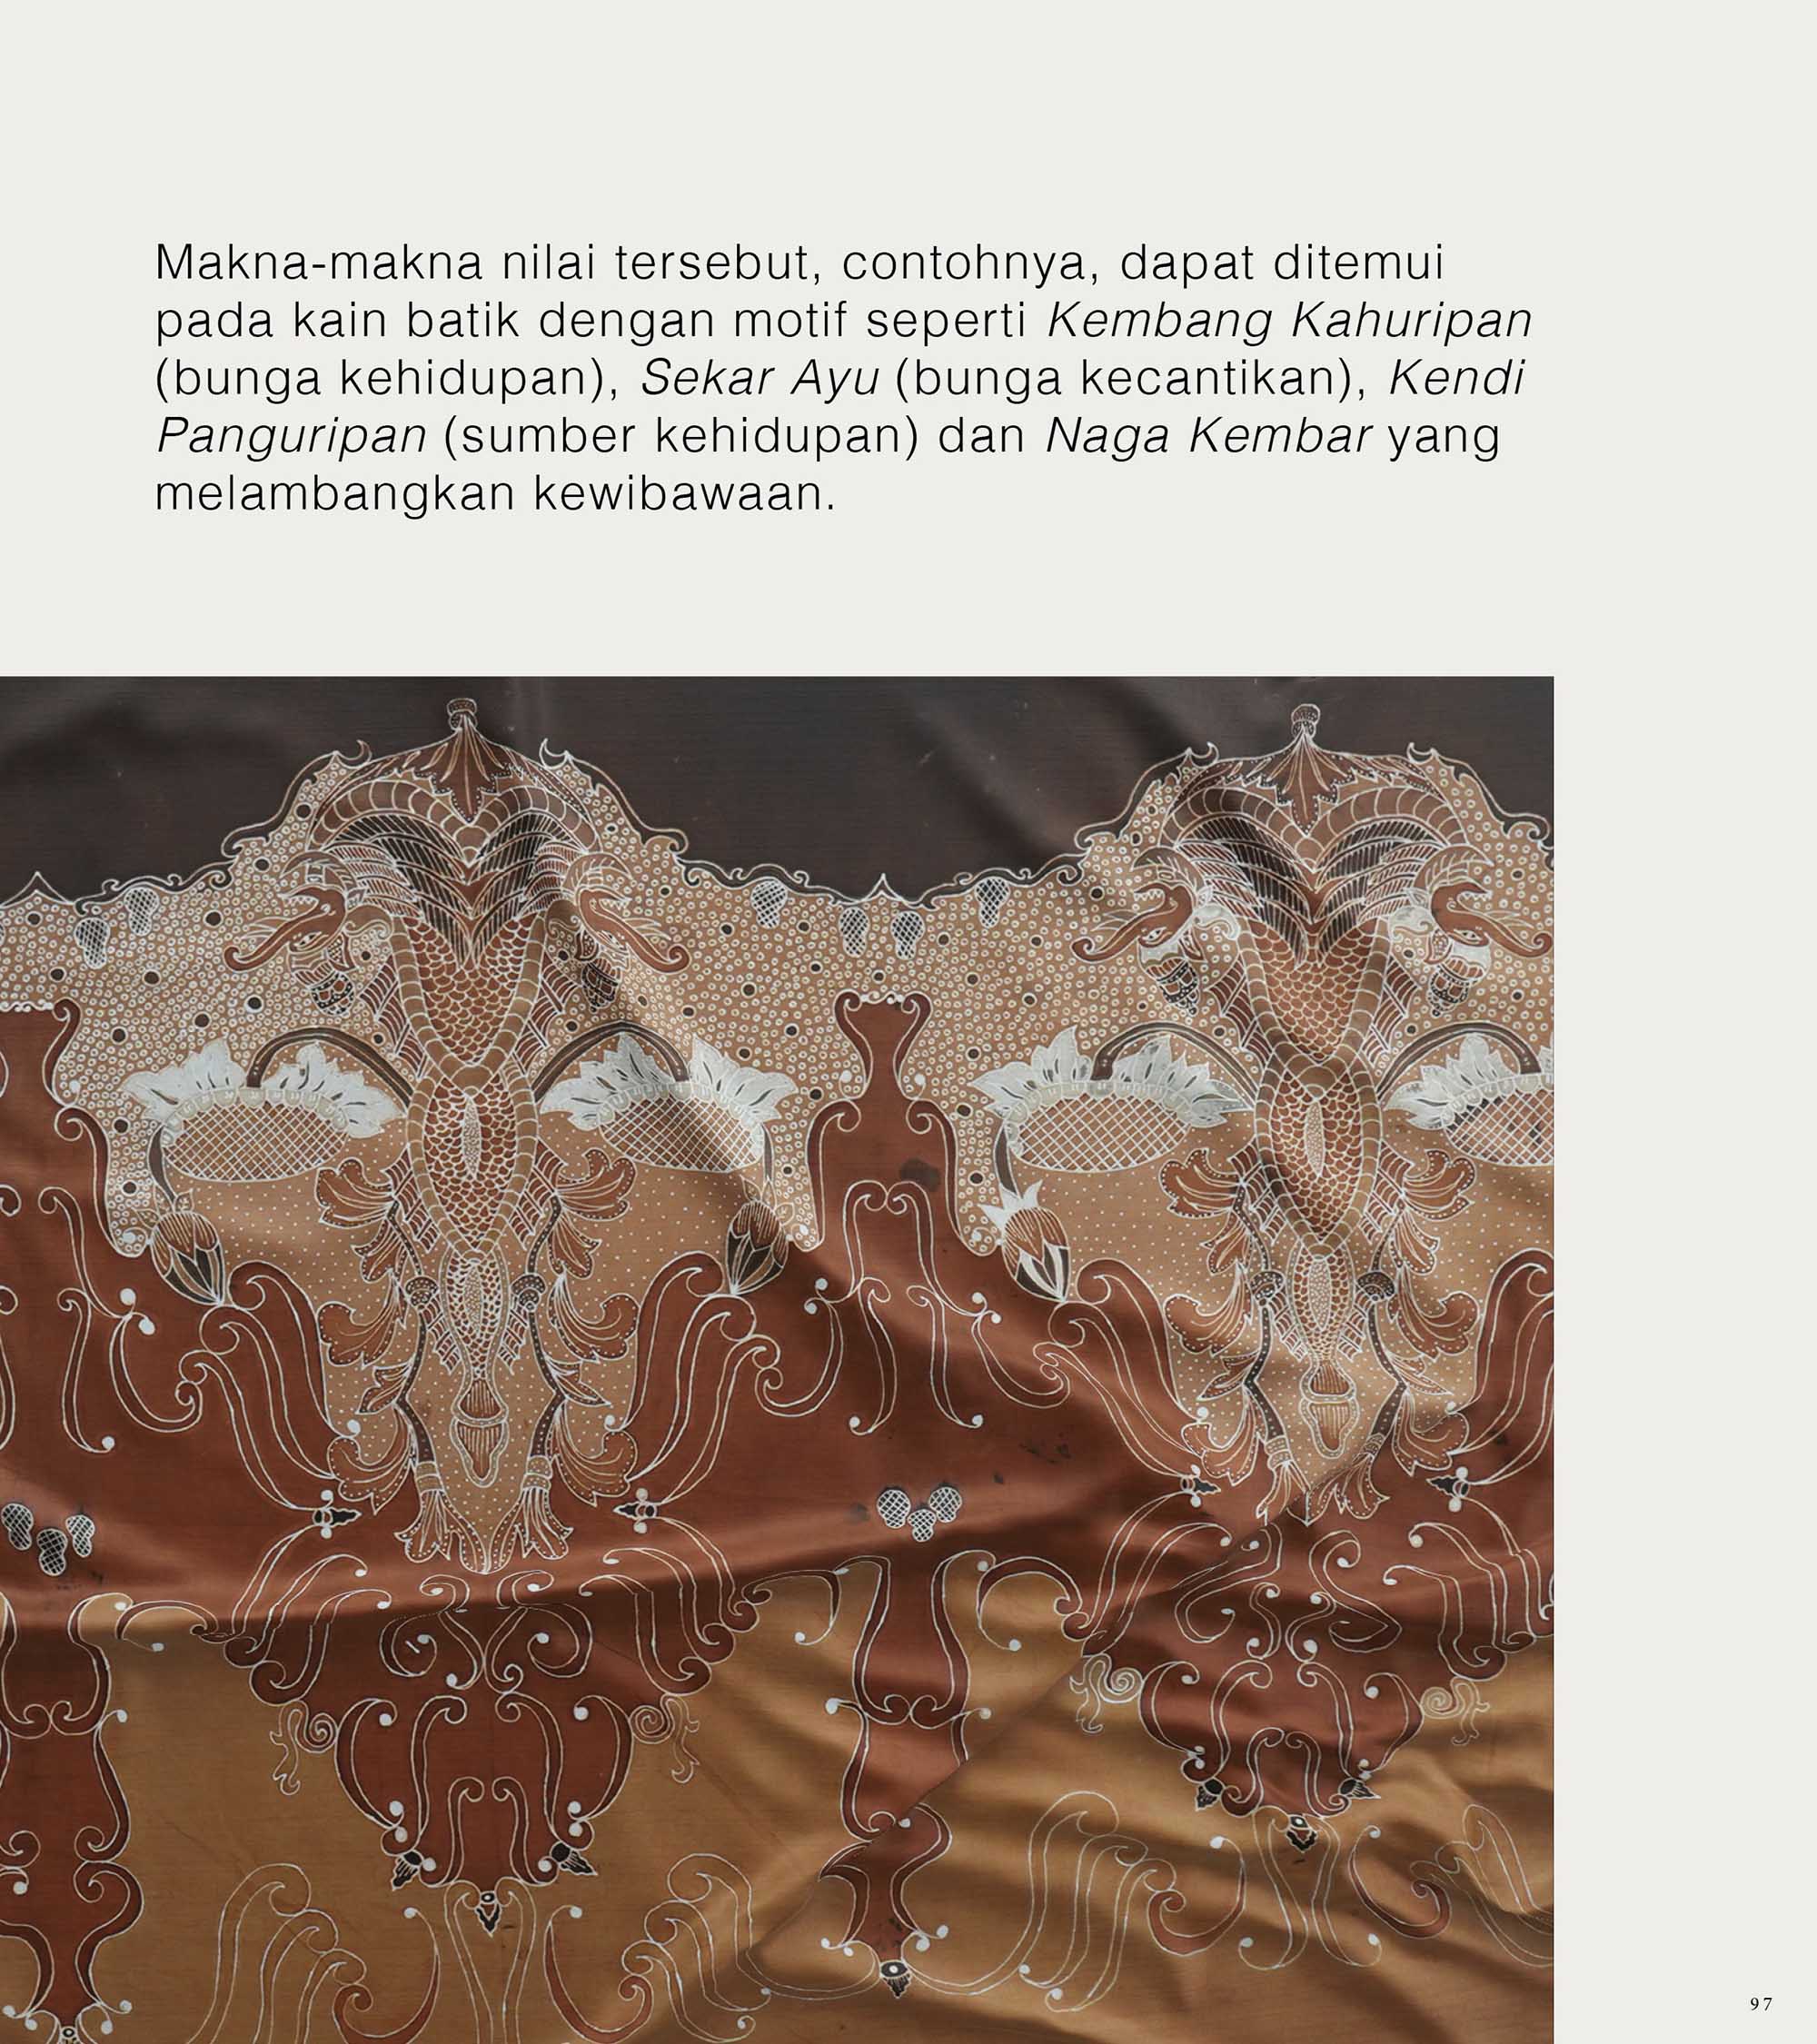 Makna-makna nilai tersebut, contohnya, dapat ditemui
pada kain batik dengan motif seperti Kembang Kahuripan
(bunga kehidupan), Sekar Ayu (bunga kecantikan), Kendi
Panguripan (sumber kehidupan) dan Naga Kembar yang
melambangkan kewibawaan.
97